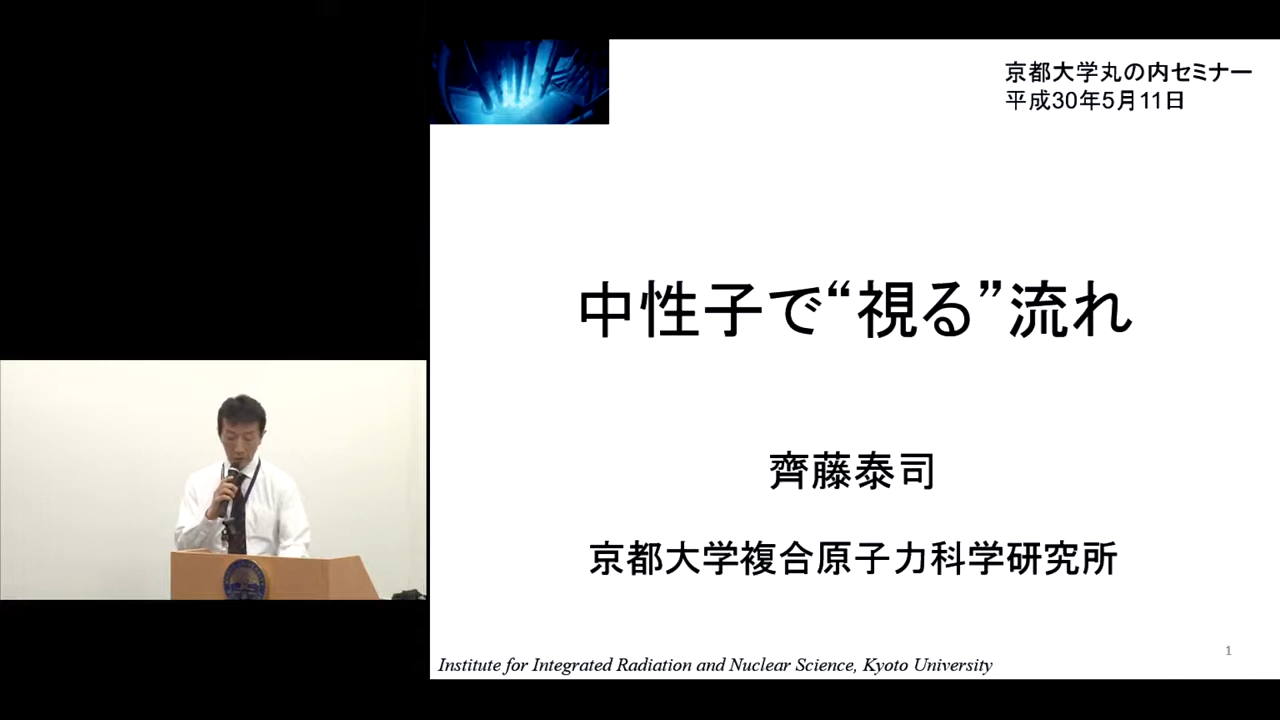 京都大学丸の内セミナー
平成30年5月11日
中性子で“視る”流れ
齊藤泰司
京都大学複合原子力科学研究所
Institute for Integrated Radiation and Nuclear Science, Kyoto University
1